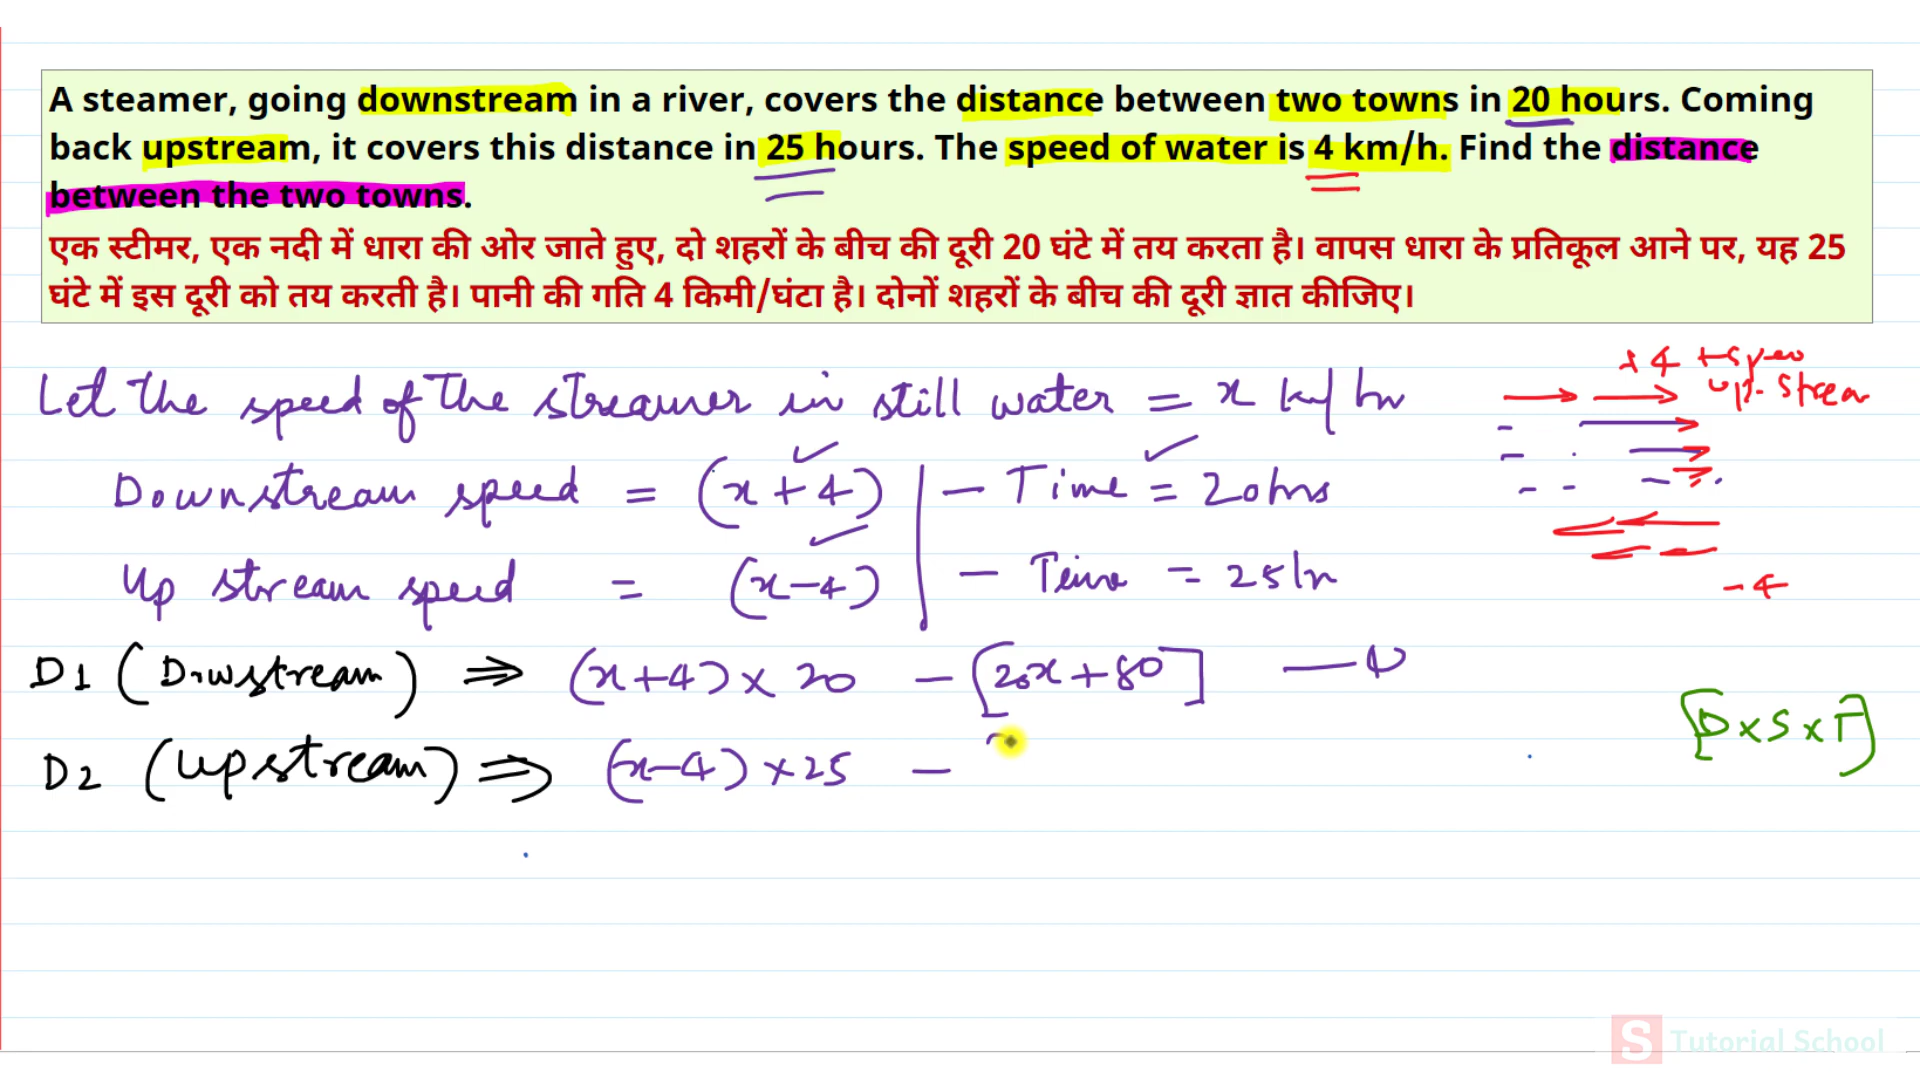 A steamer, going downstream in a river, covers the distance between two towns in 20 hours. Coming
back upstream, it covers this distance in 25 hours. The speed of water is 4 km/h. Find the distance
between the two towns.
एक स्टीमर, एक नदी में धारा की ओर जाते हुए, दो शहरों के बीच की दूरी 20 घंटे में तय करता है। वापस धारा के प्रतिकूल आने पर, यह 25
घंटे में इस दूरी को तय करती है। पानी की गति 4 किमी/घंटा है। दोनों शहरों के बीच की दूरी ज्ञात कीजिए।
+4
up-Stream
Let the speed of the streamer in still water = x km/hr
Downstream speed = (x+4) - Time = 20hrs
Up stream speed = (x-4) - Time = 25hr
-4
D1 (Downstream) ⇒ (x+4) × 20 - [20x+80]
[D×S×T]
D2 (Upstream) ⇒ (x-4) × 25 -
S Tutorial School